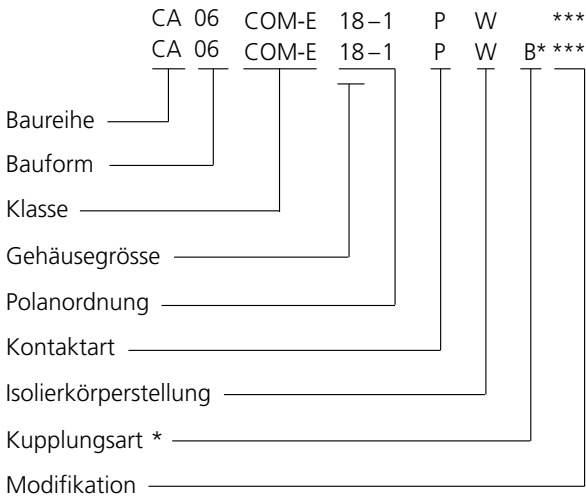 CA 06 COM-E 18–1 P W ***
CA 06 COM-E 18–1 P W B* ***
Baureihe
Bauform
Klasse
Gehäusegrösse
Polanordnung
Kontaktart
Isolierkörperstellung
Kupplungsart *
Modifikation